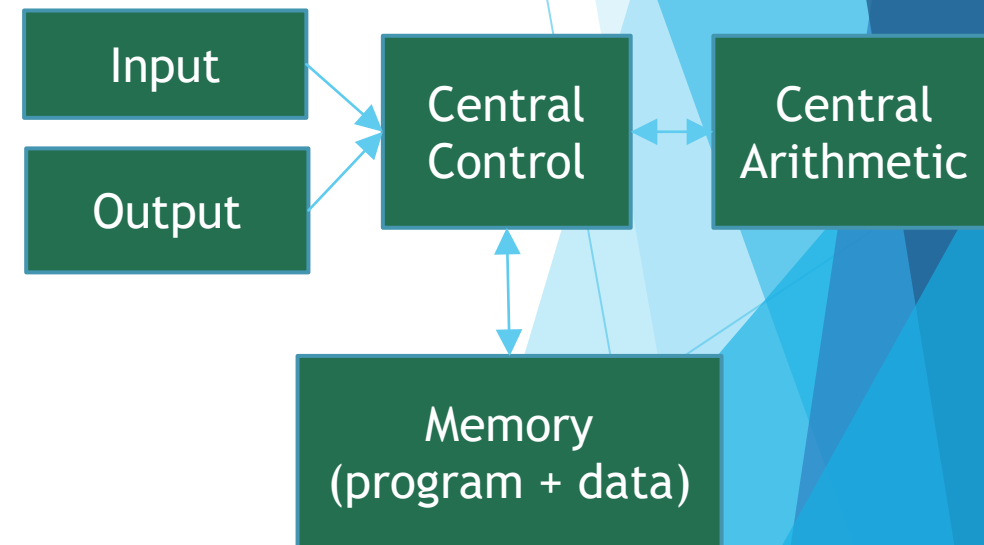 Input
Output
Central
Control
Central
Arithmetic
Memory
(program + data)